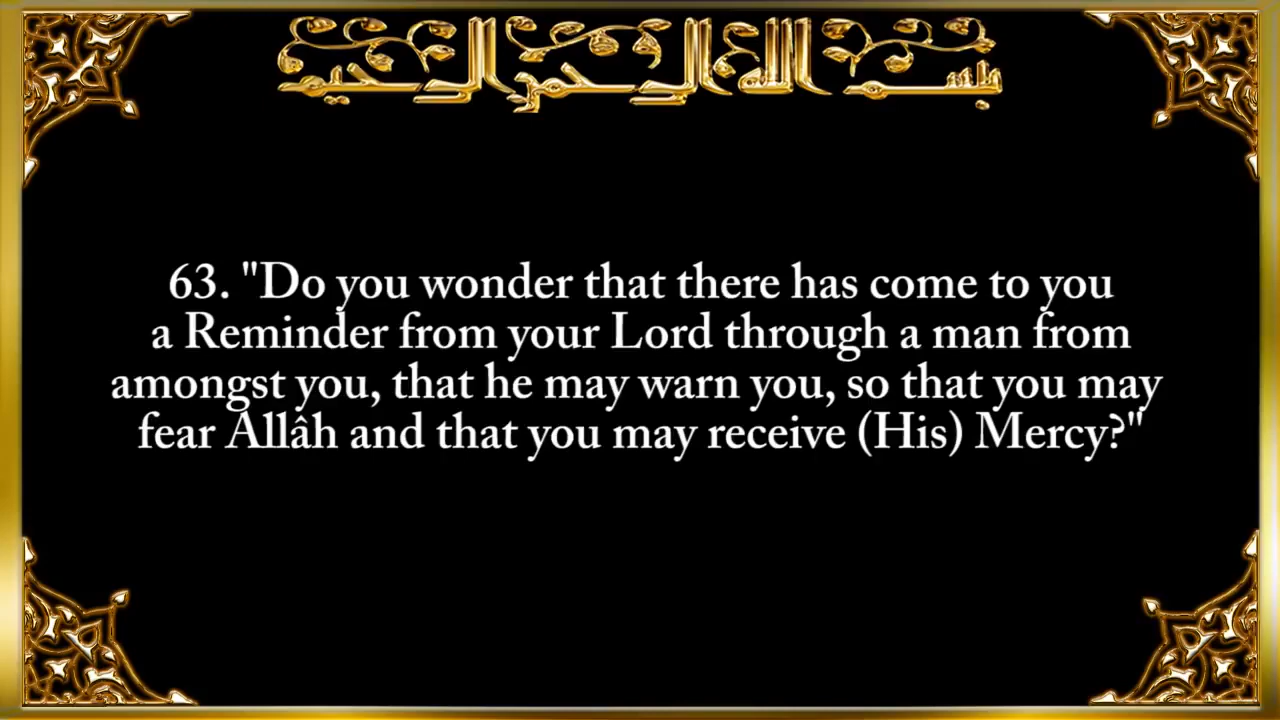 بسم الله الرحمن الرحيم
63. "Do you wonder that there has come to you
a Reminder from your Lord through a man from
amongst you, that he may warn you, so that you may
fear Allâh and that you may receive (His) Mercy?"